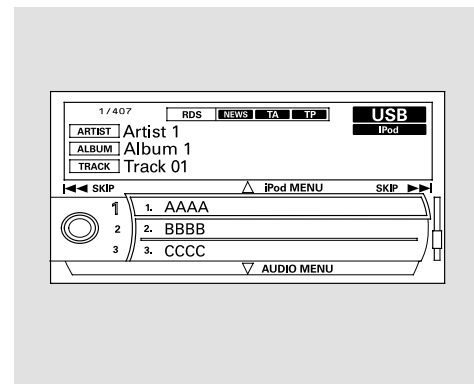 1/407 RDS NEWS TA TP USB
iPod
ARTIST Artist 1
ALBUM Album 1
TRACK Track 01
SKIP iPod MENU SKIP
1 1. AAAA
2 2. BBBB
3 3. CCCC
AUDIO MENU